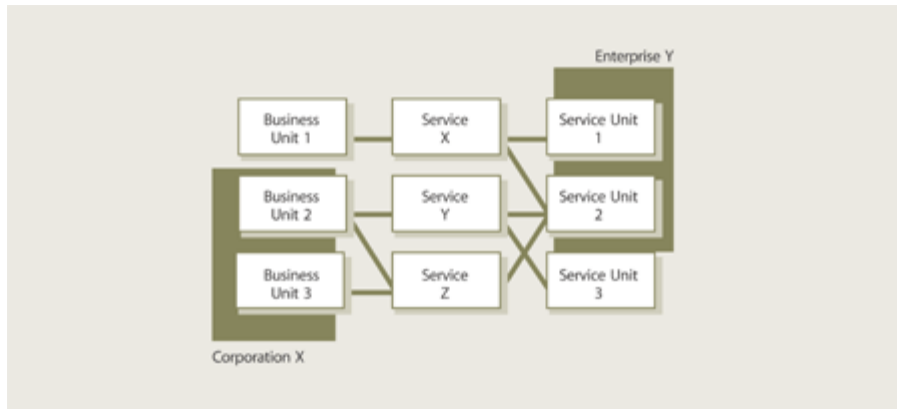 Enterprise Y
Business
Unit 1
Service
X
Service Unit
1
Business
Unit 2
Service
Y
Service Unit
2
Business
Unit 3
Service
Z
Service Unit
3
Corporation X